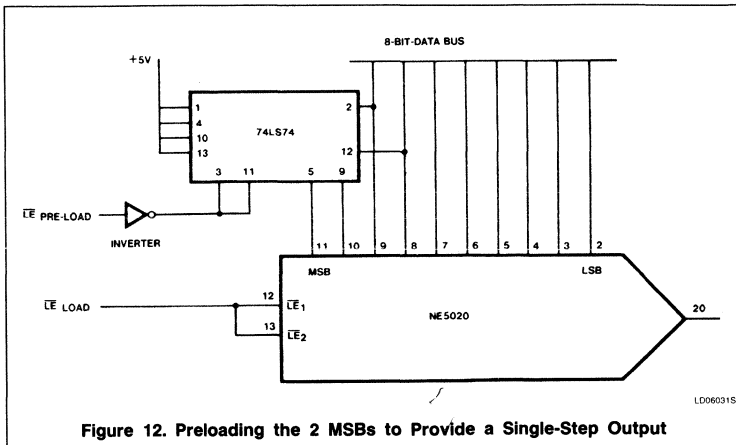 8-BIT-DATA BUS
+5V
1
4
10
13
74LS74
2
12
3 11 5 9
LE PRE-LOAD
INVERTER
11 10 9 8 7 6 5 4 3 2
MSB LSB
LE LOAD
12 LE1
13 LE2
NE5020
20
LD06031S
Figure 12. Preloading the 2 MSBs to Provide a Single-Step Output